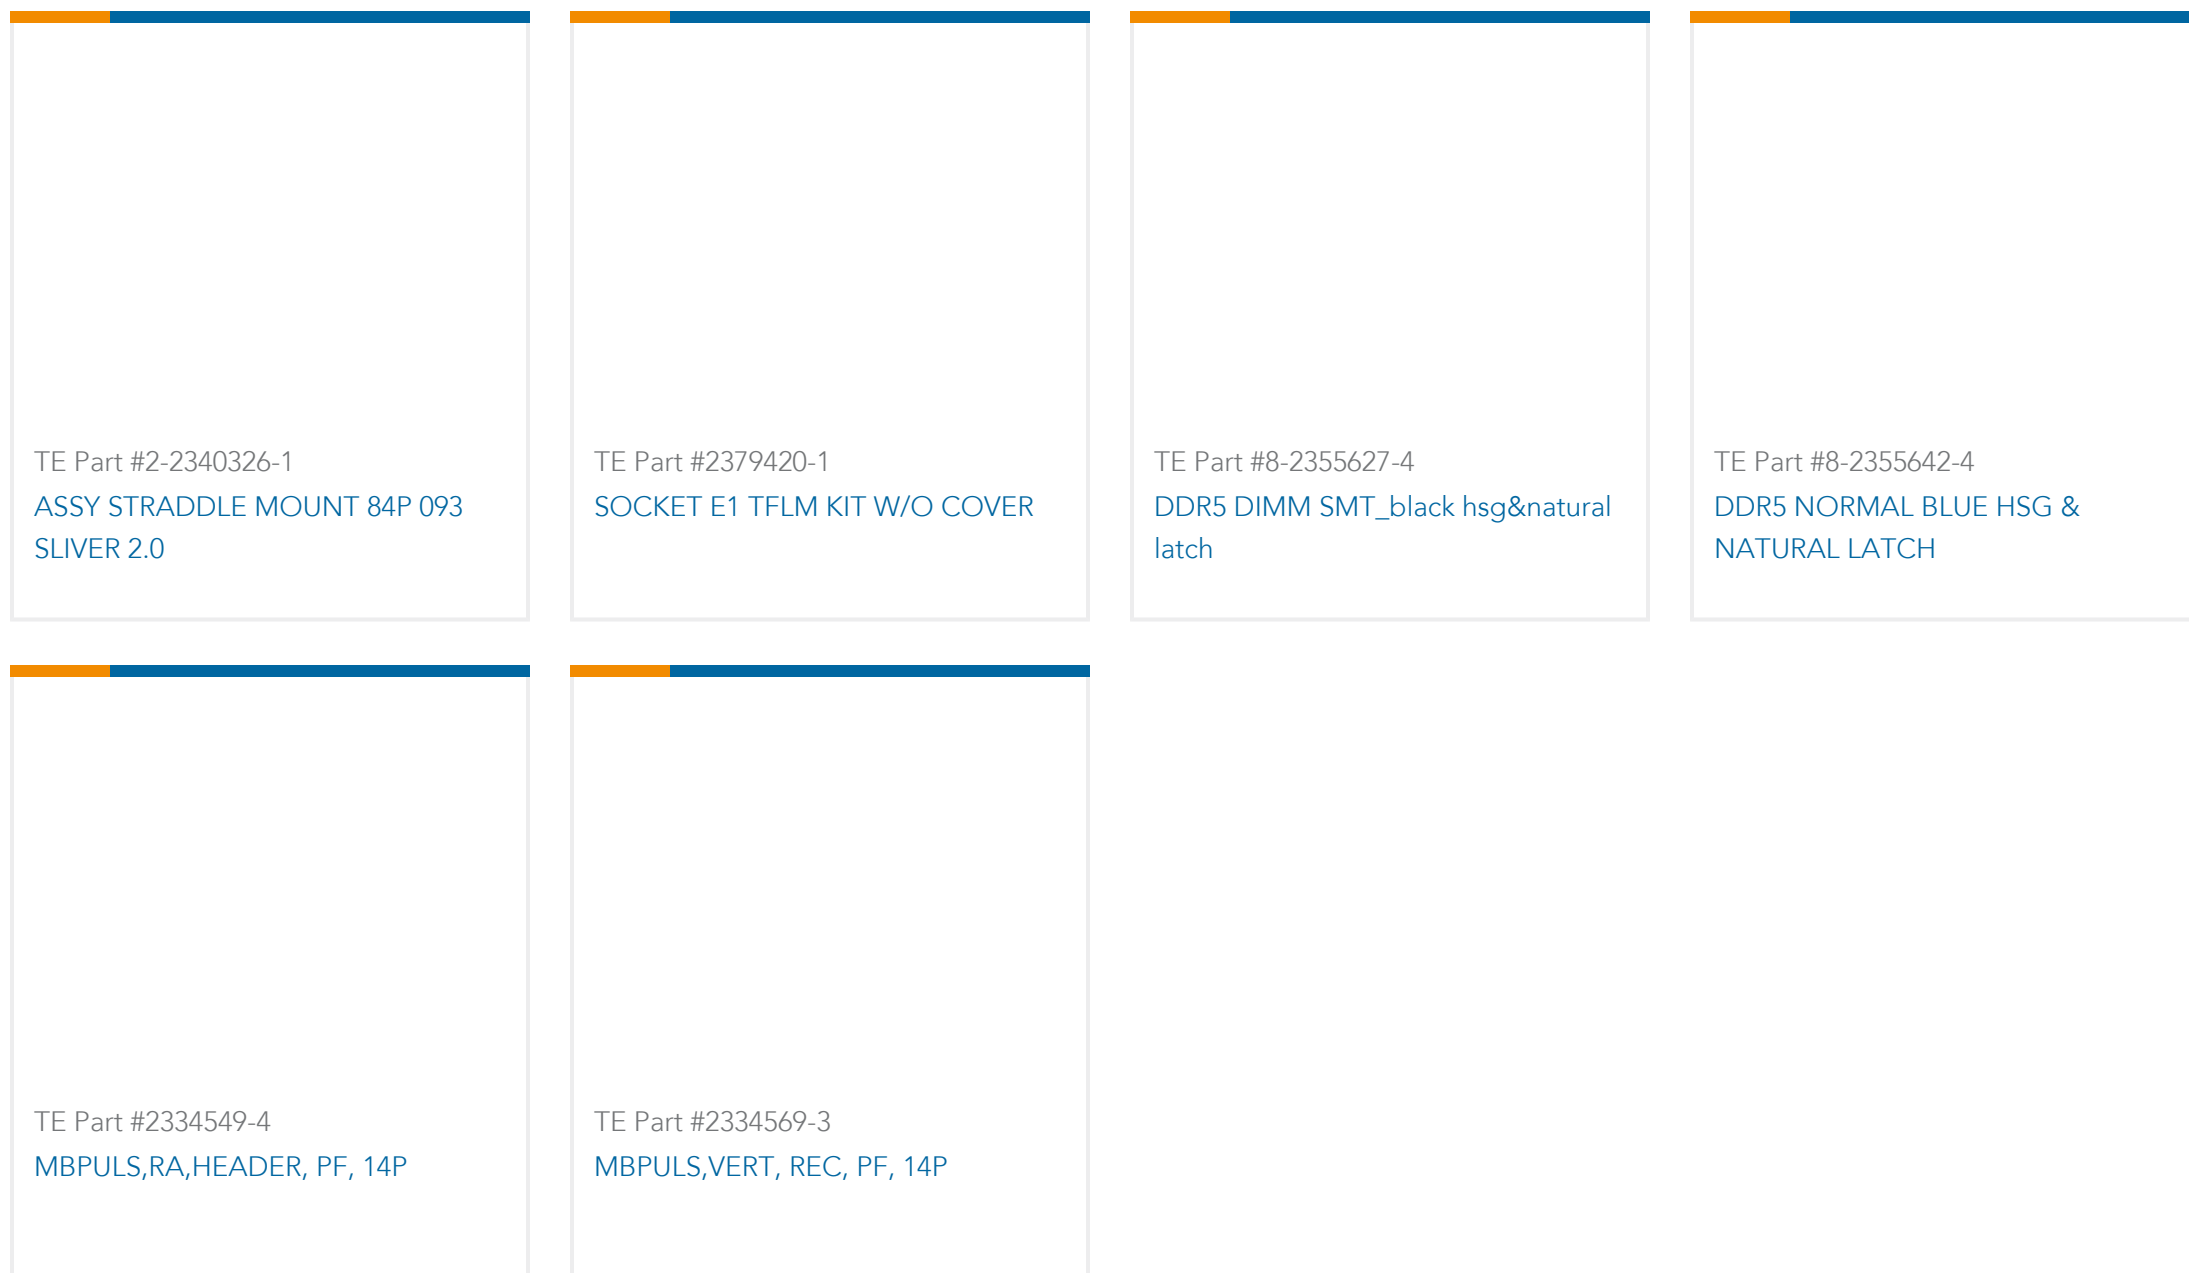 TE Part #2-2340326-1
ASSY STRADDLE MOUNT 84P 093
SLIVER 2.0
TE Part #2379420-1
SOCKET E1 TFLM KIT W/O COVER
TE Part #8-2355627-4
DDR5 DIMM SMT_black hsg&natural
latch
TE Part #8-2355642-4
DDR5 NORMAL BLUE HSG &
NATURAL LATCH
TE Part #2334549-4
MBPULS,RA,HEADER, PF, 14P
TE Part #2334569-3
MBPULS,VERT, REC, PF, 14P